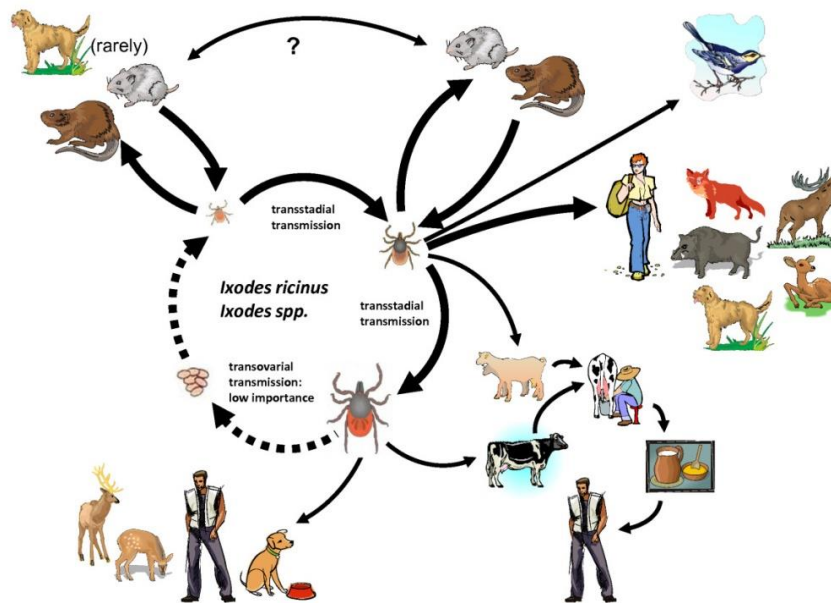 (rarely)
?
transstadial
transmission
Ixodes ricinus
Ixodes spp.
transstadial
transmission
transovarial
transmission:
low importance